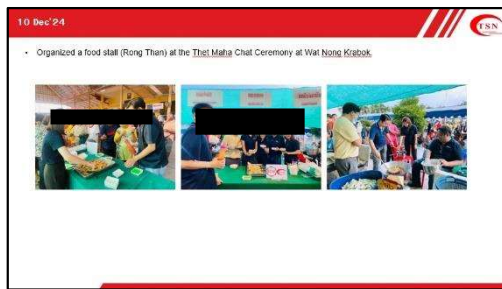 10 Dec'24
TSN
• Organized a food stall (Rong Than) at the Thet Maha Chat Ceremony at Wat Nong Krabok.